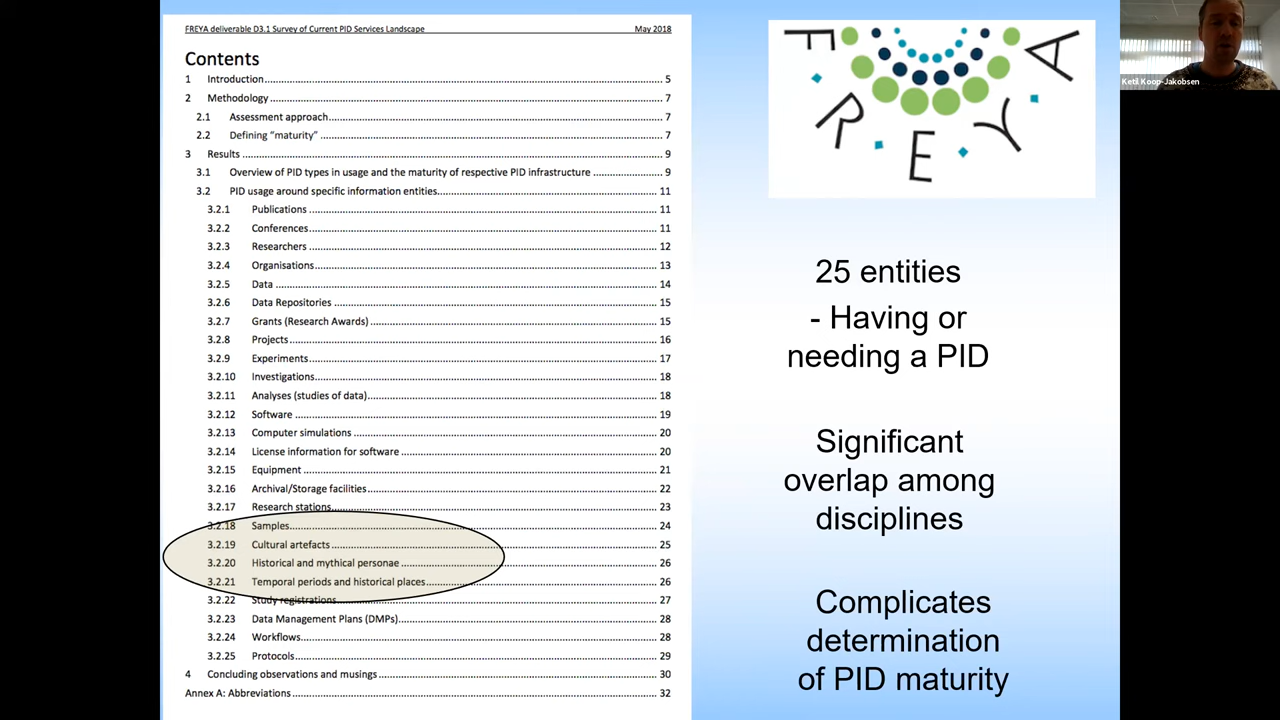 FREYA deliverable D3.1 Survey of Current PID Services Landscape May 2018
Contents
1 Introduction 5
2 Methodology 7
2.1 Assessment approach 7
2.2 Defining “maturity” 7
3 Results 9
3.1 Overview of PID types in usage and the maturity of respective PID infrastructure 9
3.2 PID usage around specific information entities 11
3.2.1 Publications 11
3.2.2 Conferences 11
3.2.3 Researchers 12
3.2.4 Organisations 13
3.2.5 Data 14
3.2.6 Data Repositories 15
3.2.7 Grants (Research Awards) 15
3.2.8 Projects 16
3.2.9 Experiments 17
3.2.10 Investigations 18
3.2.11 Analyses (studies of data) 18
3.2.12 Software 19
3.2.13 Computer simulations 20
3.2.14 License information for software 20
3.2.15 Equipment 21
3.2.16 Archival/Storage facilities 22
3.2.17 Research stations 23
3.2.18 Samples 24
3.2.19 Cultural artefacts 25
3.2.20 Historical and mythical personae 26
3.2.21 Temporal periods and historical places 26
3.2.22 Study registrations 27
3.2.23 Data Management Plans (DMPs) 28
3.2.24 Workflows 28
3.2.25 Protocols 29
4 Concluding observations and musings 30
Annex A: Abbreviations 32
FREYA
25 entities
- Having or
needing a PID
Significant
overlap among
disciplines
Complicates
determination
of PID maturity
Ketil Koop-Jakobsen